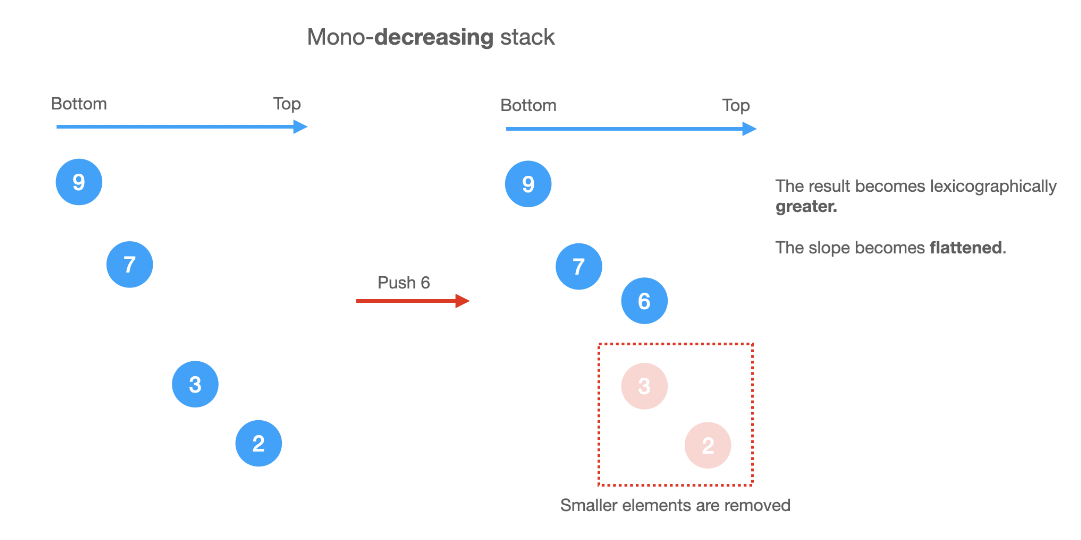 Mono-decreasing stack
Bottom
Top
9
7
3
2
Push 6
Bottom
Top
9
7
6
3
2
Smaller elements are removed
The result becomes lexicographically
greater.
The slope becomes flattened.